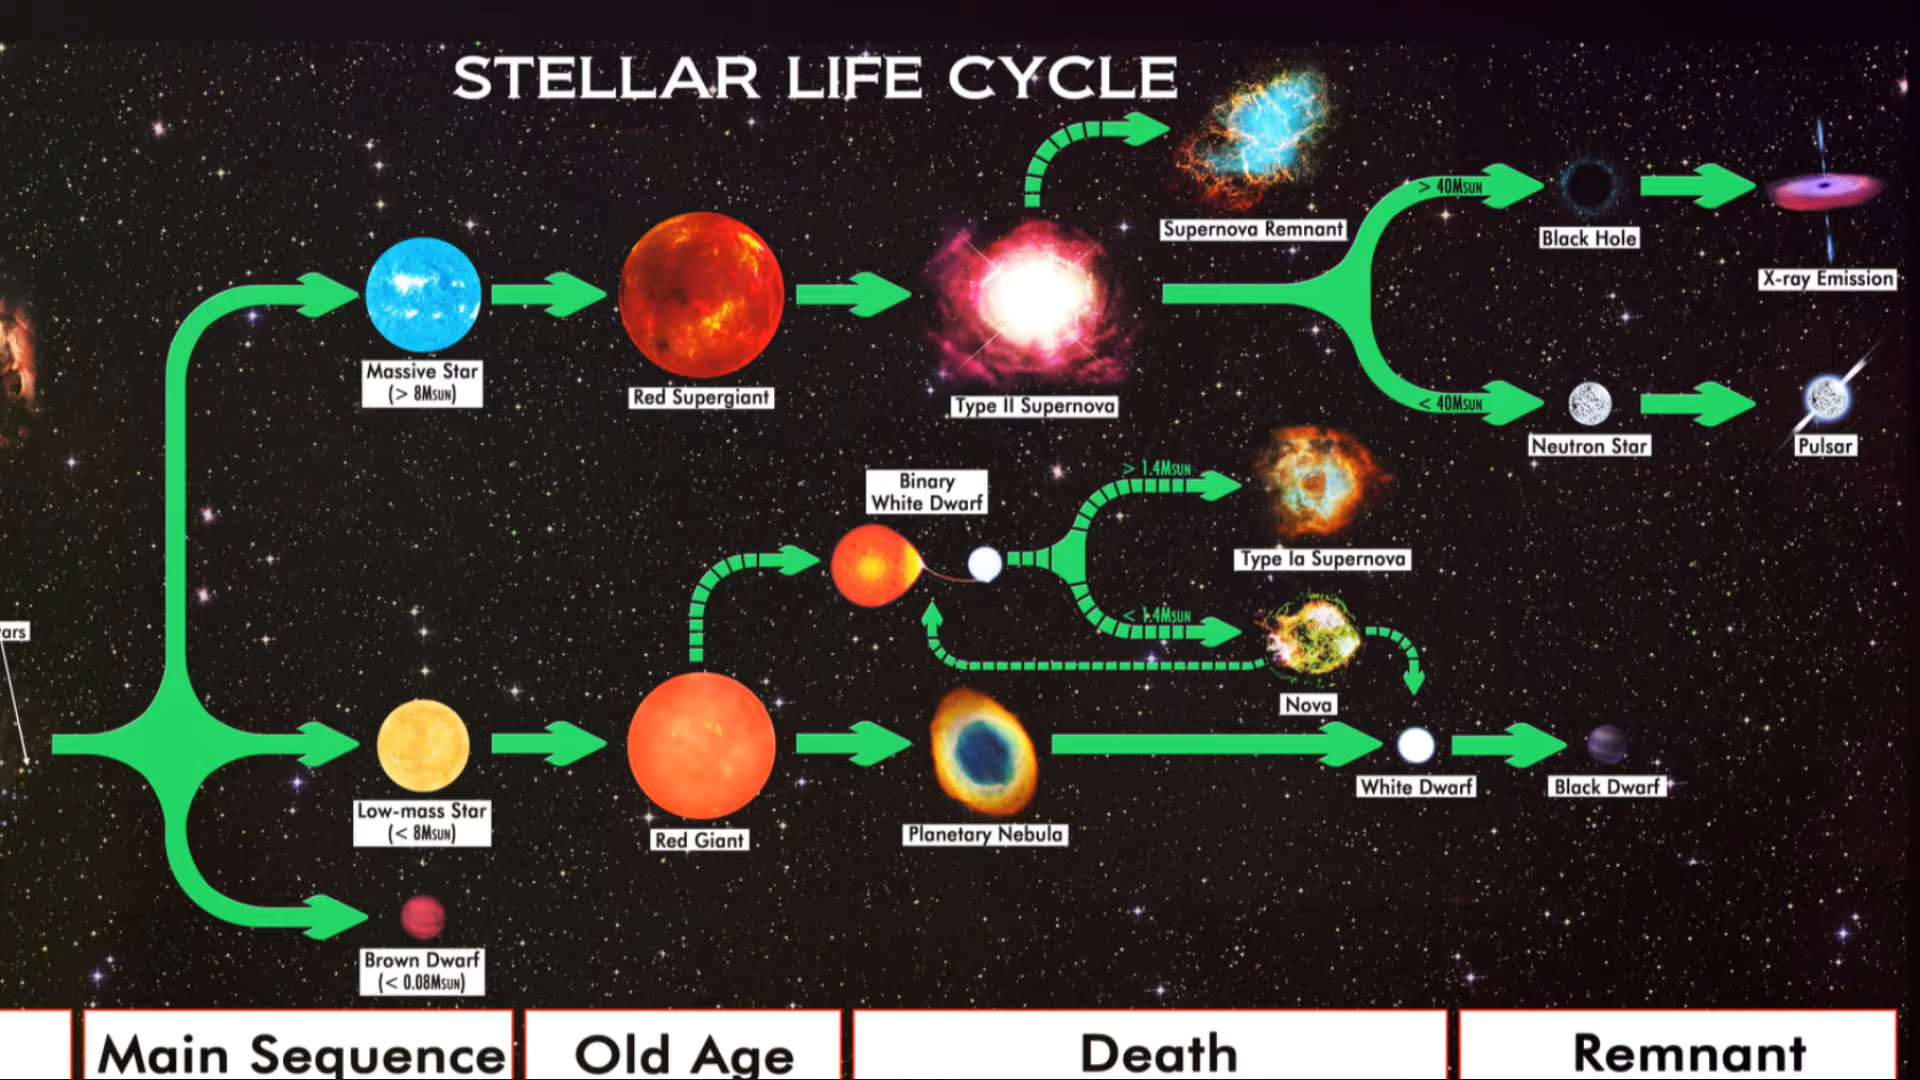 STELLAR LIFE CYCLE
Supernova Remnant
> 40MSUN
Black Hole
X-ray Emission
Massive Star
(> 8MSUN)
Red Supergiant
Type II Supernova
< 40MSUN
Neutron Star
Pulsar
Binary
White Dwarf
> 1.4MSUN
Type Ia Supernova
< 1.4MSUN
Nova
ars
Low-mass Star
(< 8MSUN)
Red Giant
Planetary Nebula
White Dwarf
Black Dwarf
Brown Dwarf
(< 0.08MSUN)
Main Sequence
Old Age
Death
Remnant